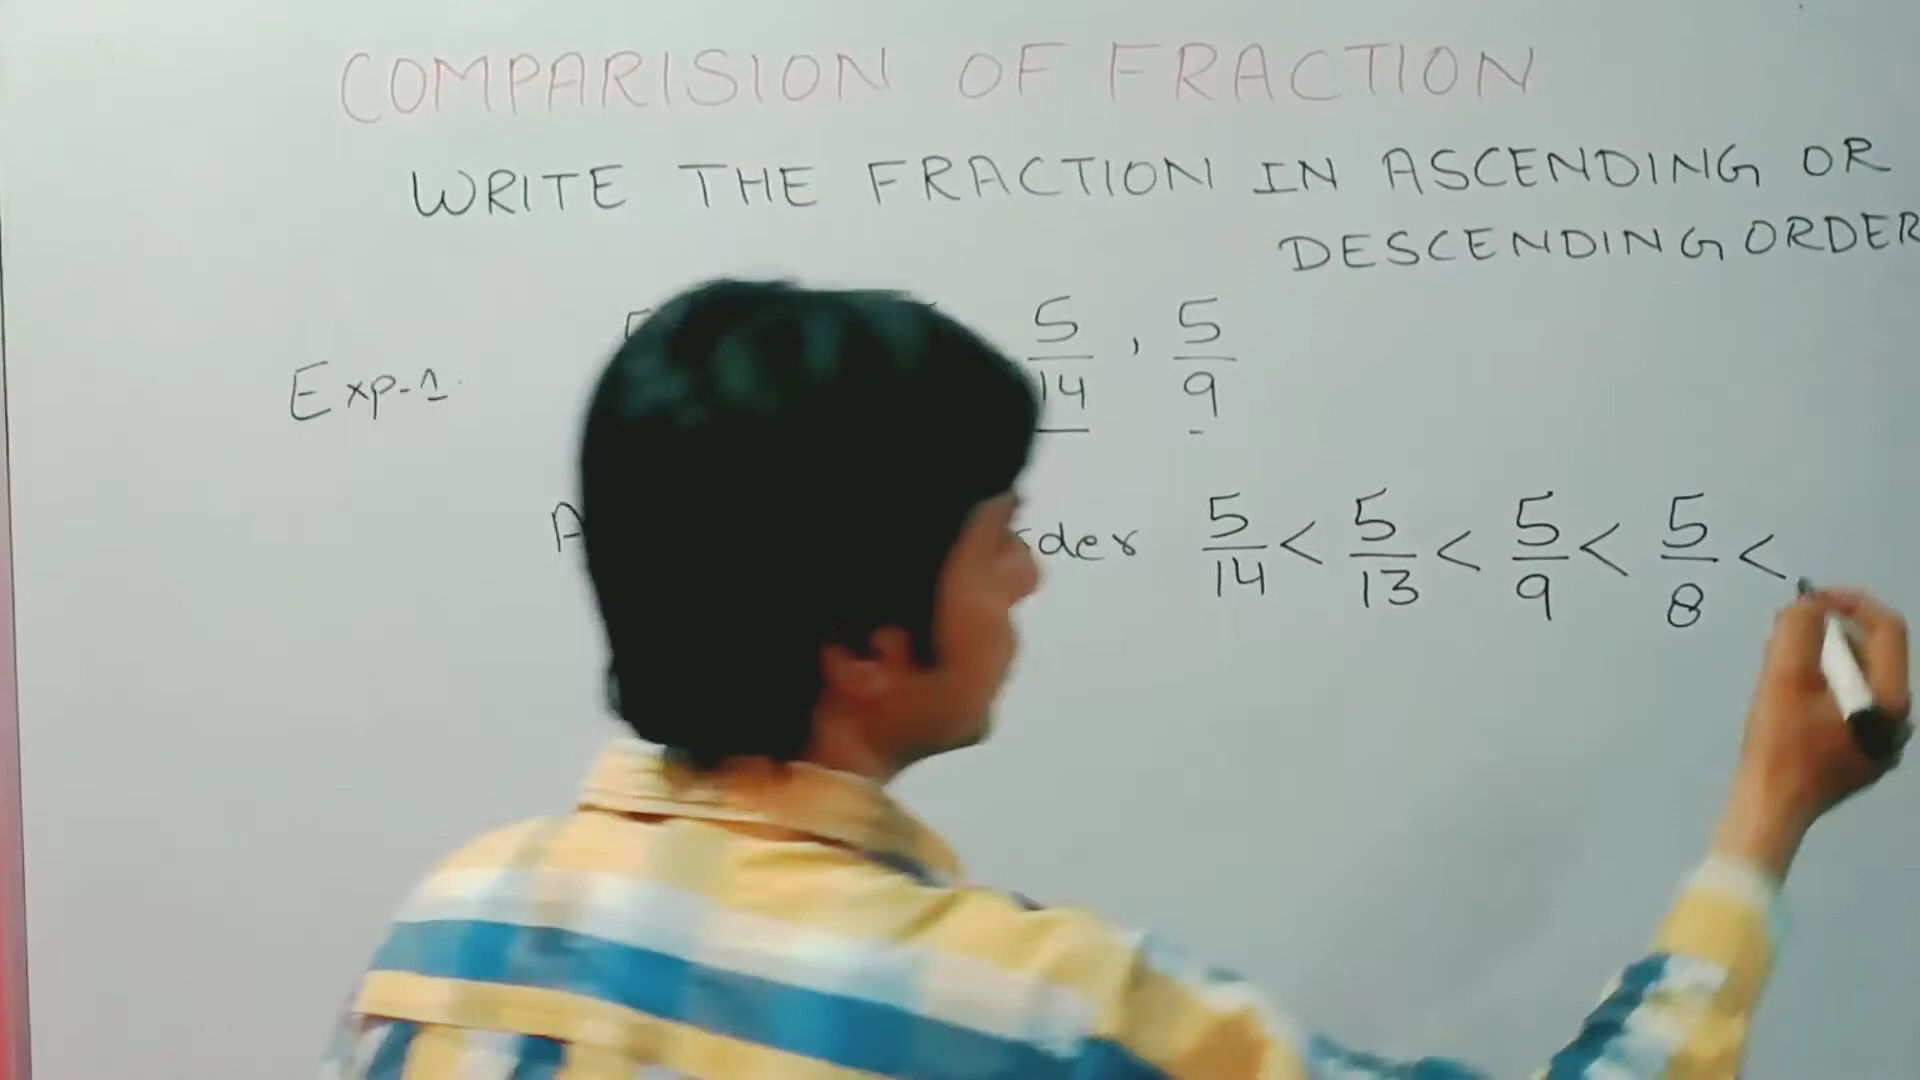 COMPARISION OF FRACTION
WRITE THE FRACTION IN ASCENDING OR
DESCENDING ORDER
Exp-1. 5/14 , 5/9
5/14 < 5/13 < 5/9 < 5/8 <